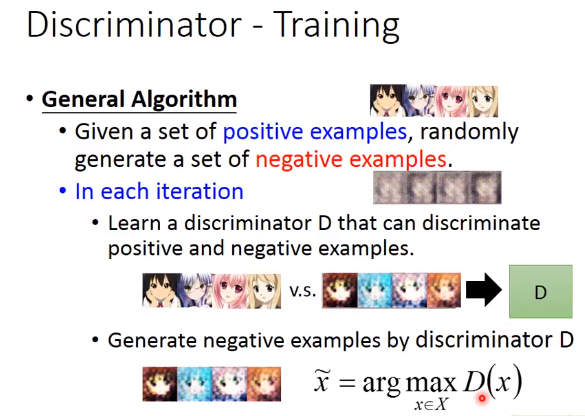 Discriminator - Training
• General Algorithm
• Given a set of positive examples, randomly
generate a set of negative examples.
• In each iteration
• Learn a discriminator D that can discriminate
positive and negative examples.
v.s.
D
• Generate negative examples by discriminator D
x̃ = arg max D(x)
x∈X